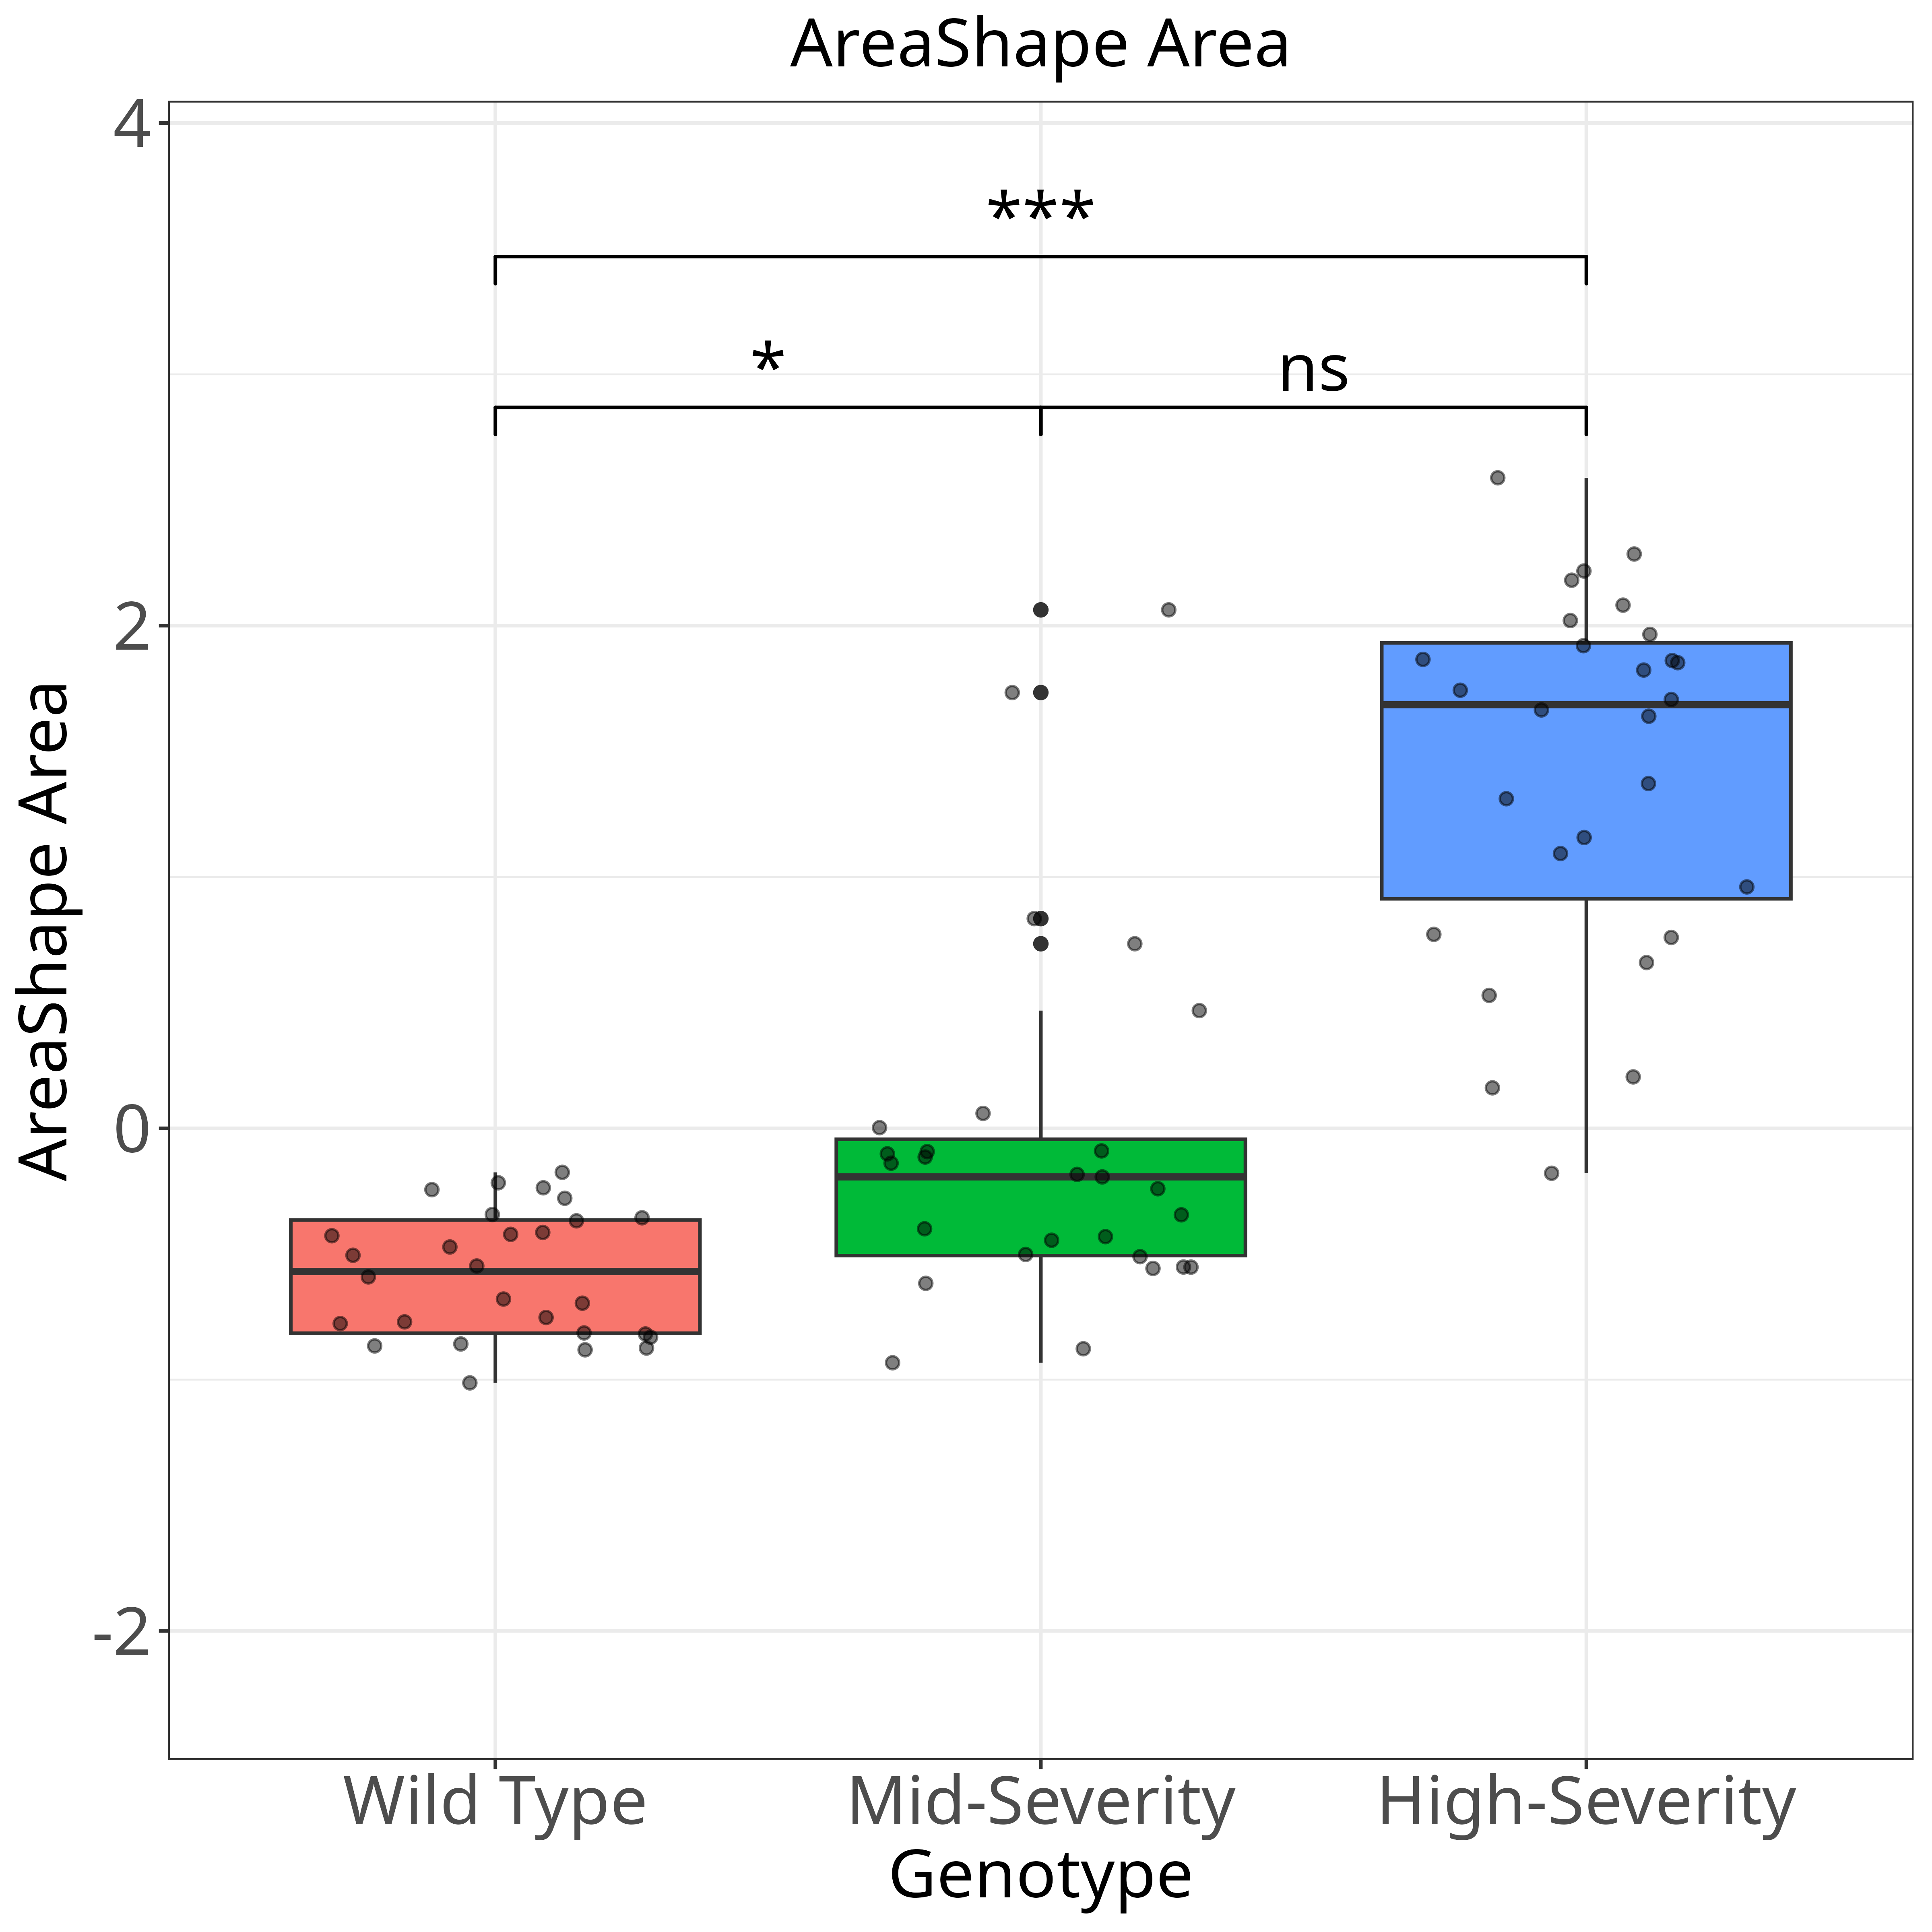 AreaShape Area
4
***
*
ns
2
0
-2
AreaShape Area
Wild Type
Mid-Severity
High-Severity
Genotype